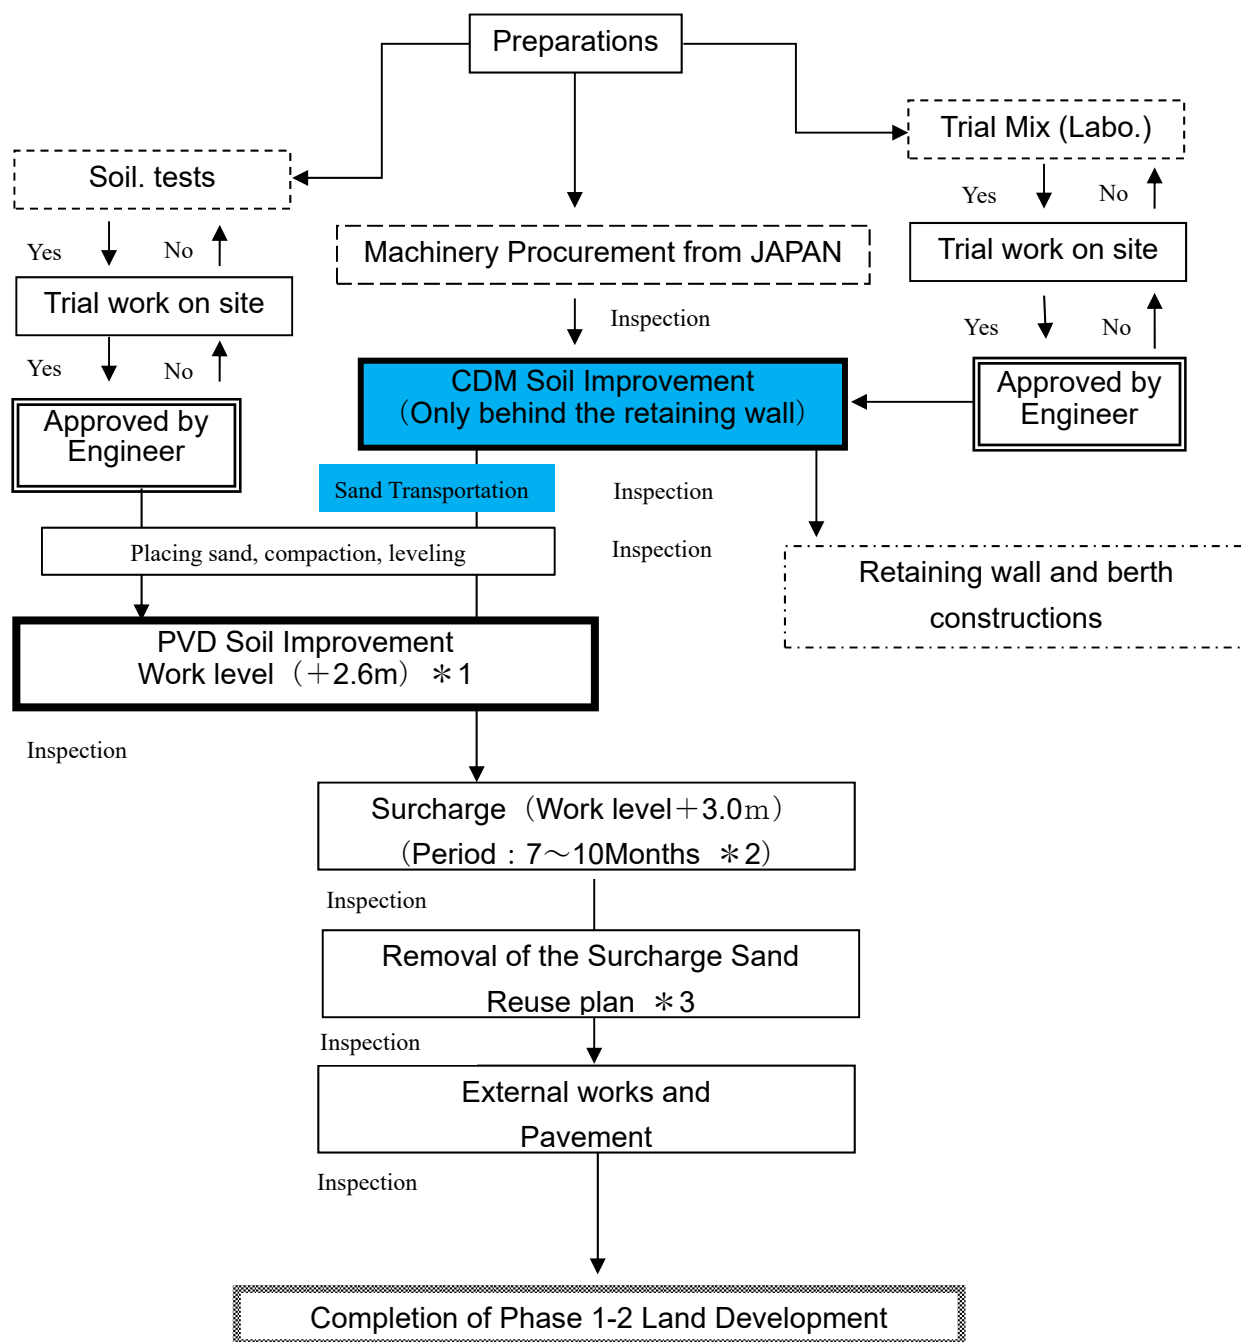 Preparations
Trial Mix (Labo.)
Soil. tests
Yes
No
Yes
No
Machinery Procurement from JAPAN
Trial work on site
Trial work on site
Inspection
Yes
No
Yes
No
CDM Soil Improvement
（Only behind the retaining wall）
Approved by
Engineer
Approved by
Engineer
Sand Transportation
Inspection
Placing sand, compaction, leveling
Inspection
Retaining wall and berth
constructions
PVD Soil Improvement
Work level（＋2.6m）＊1
Inspection
Surcharge（Work level＋3.0ｍ）
（Period：7～10Months ＊2）
Inspection
Removal of the Surcharge Sand
Reuse plan ＊3
Inspection
External works and
Pavement
Inspection
Completion of Phase 1-2 Land Development